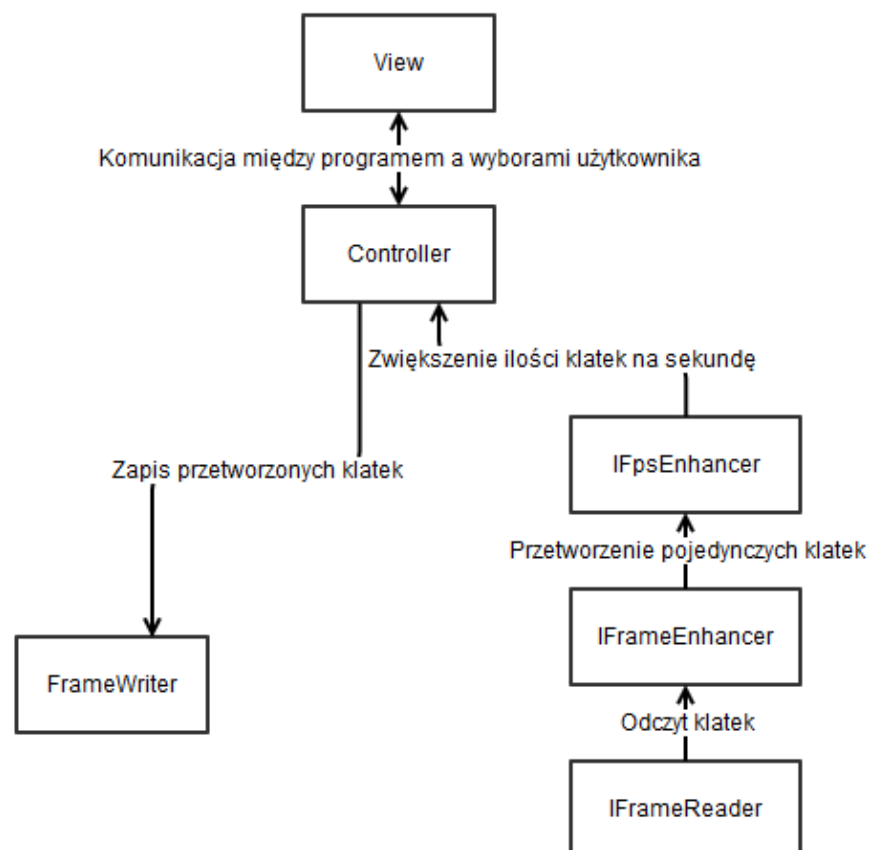 View
Komunikacja między programem a wyborami użytkownika
Controller
Zwiększenie ilości klatek na sekundę
IFpsEnhancer
Zapis przetworzonych klatek
Przetworzenie pojedynczych klatek
IFrameEnhancer
FrameWriter
Odczyt klatek
IFrameReader